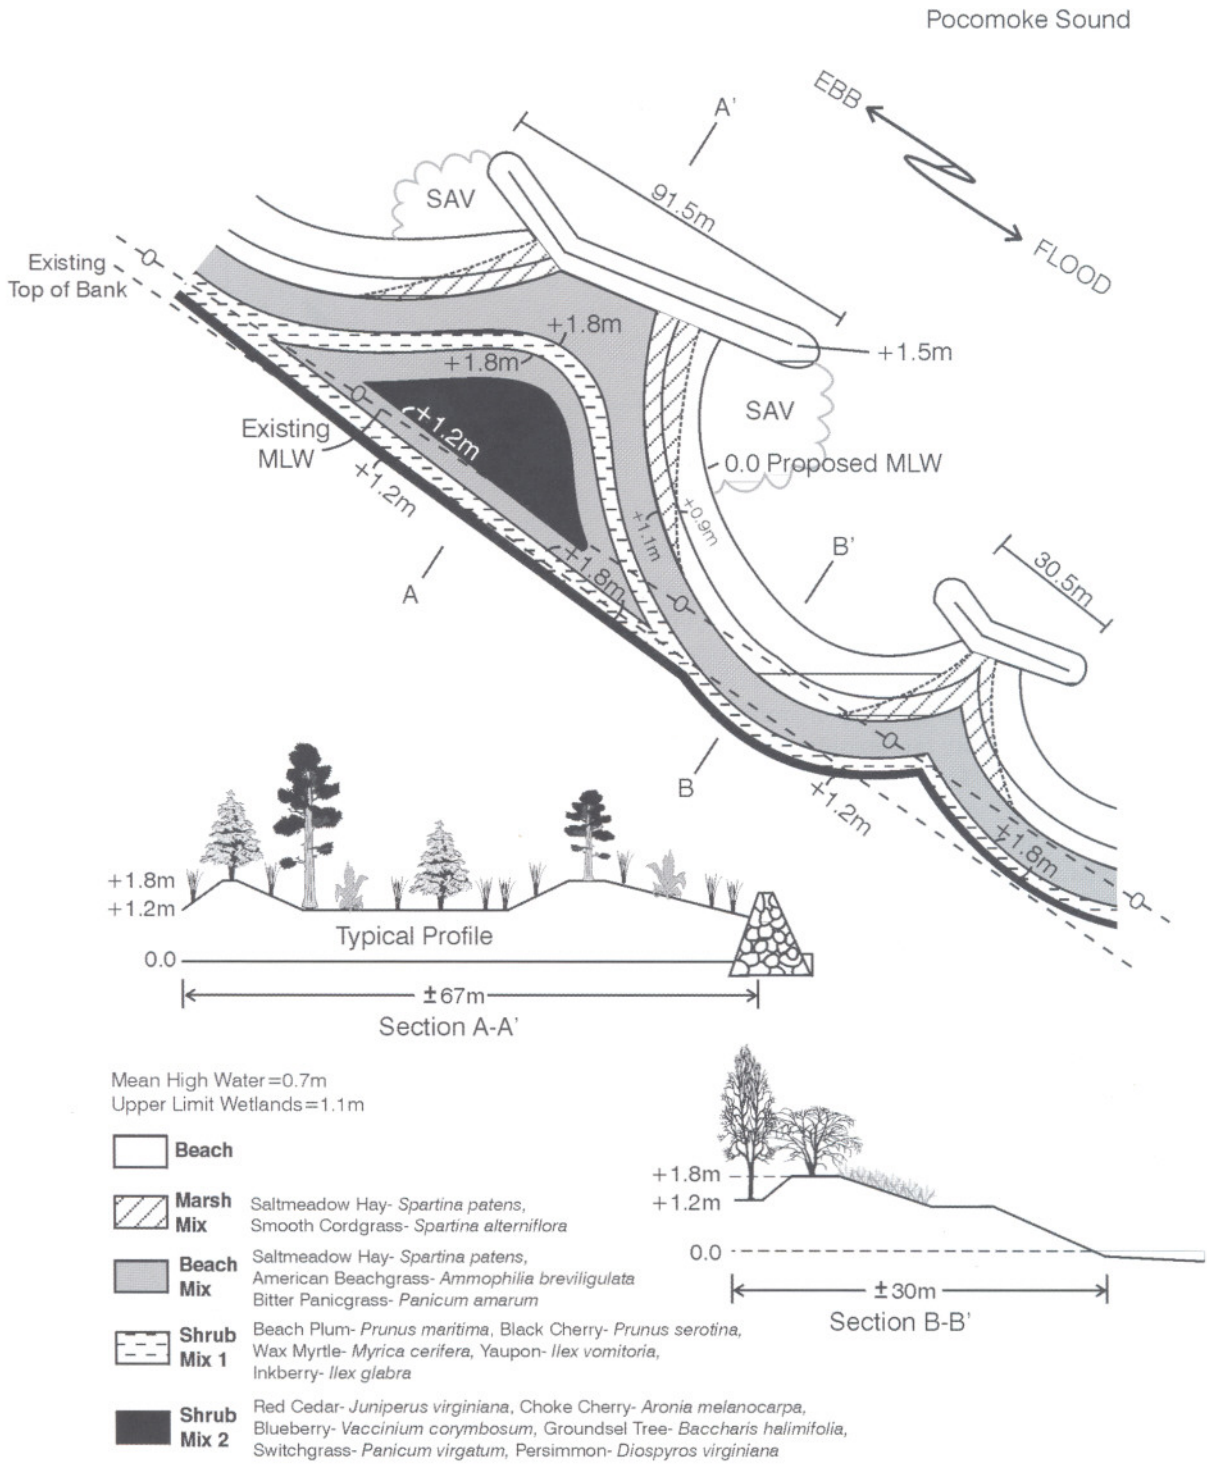 Pocomoke Sound
EBB
FLOOD
A'
91.5m
SAV
Existing
Top of Bank
+1.8m
+1.8m
+1.5m
SAV
+1.2m
Existing
MLW
+1.2m
0.0 Proposed MLW
+0.9m
+1.1m
B'
30.5m
A
+1.8m
B
+1.2m
+1.8m
+1.8m
+1.2m
Typical Profile
0.0
±67m
Section A-A'
Mean High Water=0.7m
Upper Limit Wetlands=1.1m
Beach
Marsh
Mix
Saltmeadow Hay- Spartina patens,
Smooth Cordgrass- Spartina alterniflora
Beach
Mix
Saltmeadow Hay- Spartina patens,
American Beachgrass- Ammophilia breviligulata
Bitter Panicgrass- Panicum amarum
Shrub
Mix 1
Beach Plum- Prunus maritima, Black Cherry- Prunus serotina,
Wax Myrtle- Myrica cerifera, Yaupon- Ilex vomitoria,
Inkberry- Ilex glabra
Shrub
Mix 2
Red Cedar- Juniperus virginiana, Choke Cherry- Aronia melanocarpa,
Blueberry- Vaccinium corymbosum, Groundsel Tree- Baccharis halimifolia,
Switchgrass- Panicum virgatum, Persimmon- Diospyros virginiana
+1.8m
+1.2m
0.0
±30m
Section B-B'